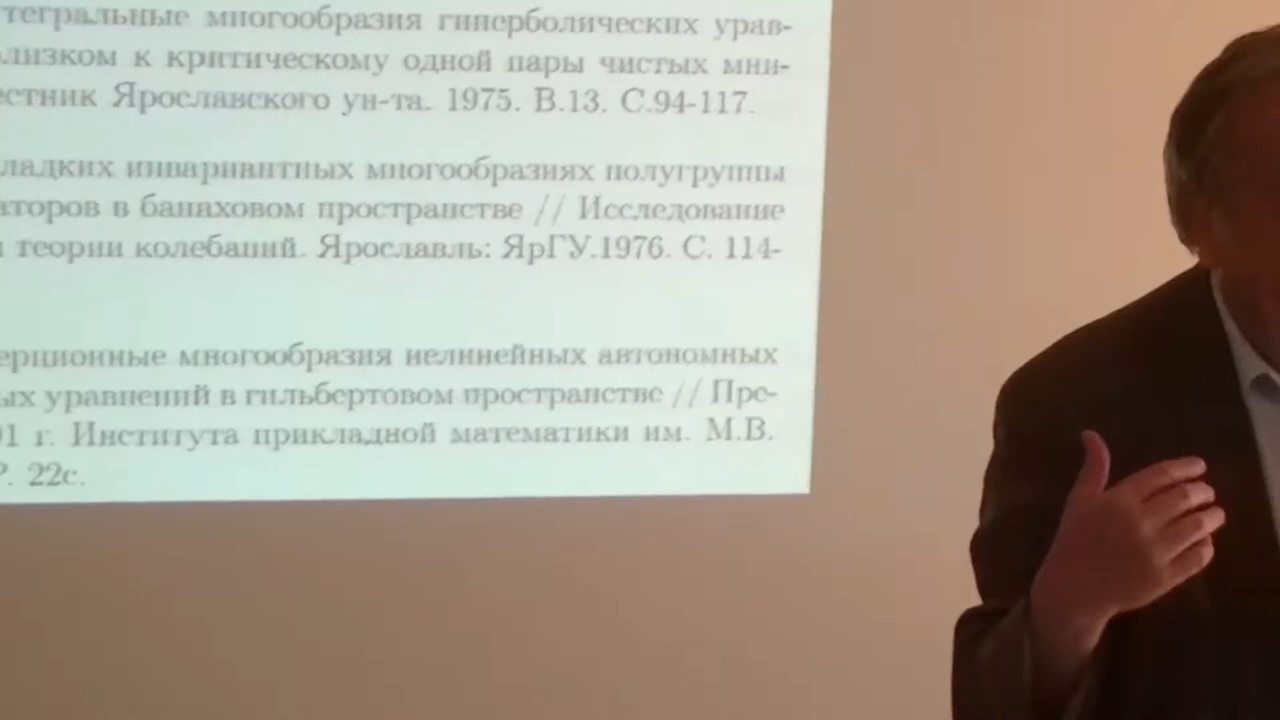 тегральные многообразия гиперболических урав-
лизком к критическому одной пары чистых мни-
естник Ярославского ун-та. 1975. В.13. С.94-117.
ладких инваривнтных многообразиях полугруппы
аторов в банаховом пространстве // Исследование
теории колебаний. Ярославль: ЯрГУ.1976. С. 114-
ерционные многообразия нелинейных автономных
ых уравнений в гильбертовом пространстве // Пре-
1 г. Института прикладной математики им. М.В.
22с.